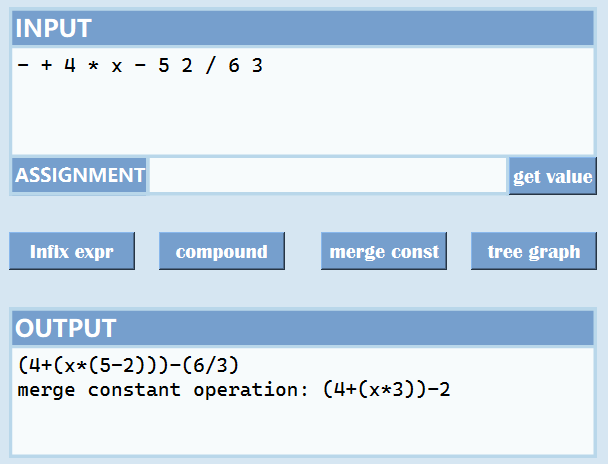 INPUT
- + 4 * x - 5 2 / 6 3
ASSIGNMENT
get value
Infix expr
compound
merge const
tree graph
OUTPUT
(4+(x*(5-2)))-(6/3)
merge constant operation: (4+(x*3))-2